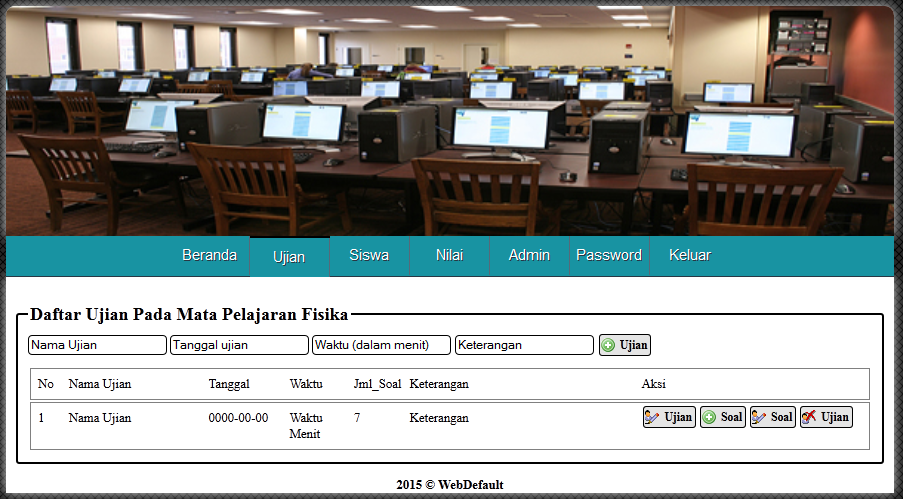 Beranda Ujian Siswa Nilai Admin Password Keluar
Daftar Ujian Pada Mata Pelajaran Fisika
Nama Ujian Tanggal ujian Waktu (dalam menit) Keterangan Ujian
No Nama Ujian Tanggal Waktu Jml_Soal Keterangan Aksi
1 Nama Ujian 0000-00-00 Waktu 7 Keterangan Ujian Soal Soal Ujian
Menit
2015 © WebDefault